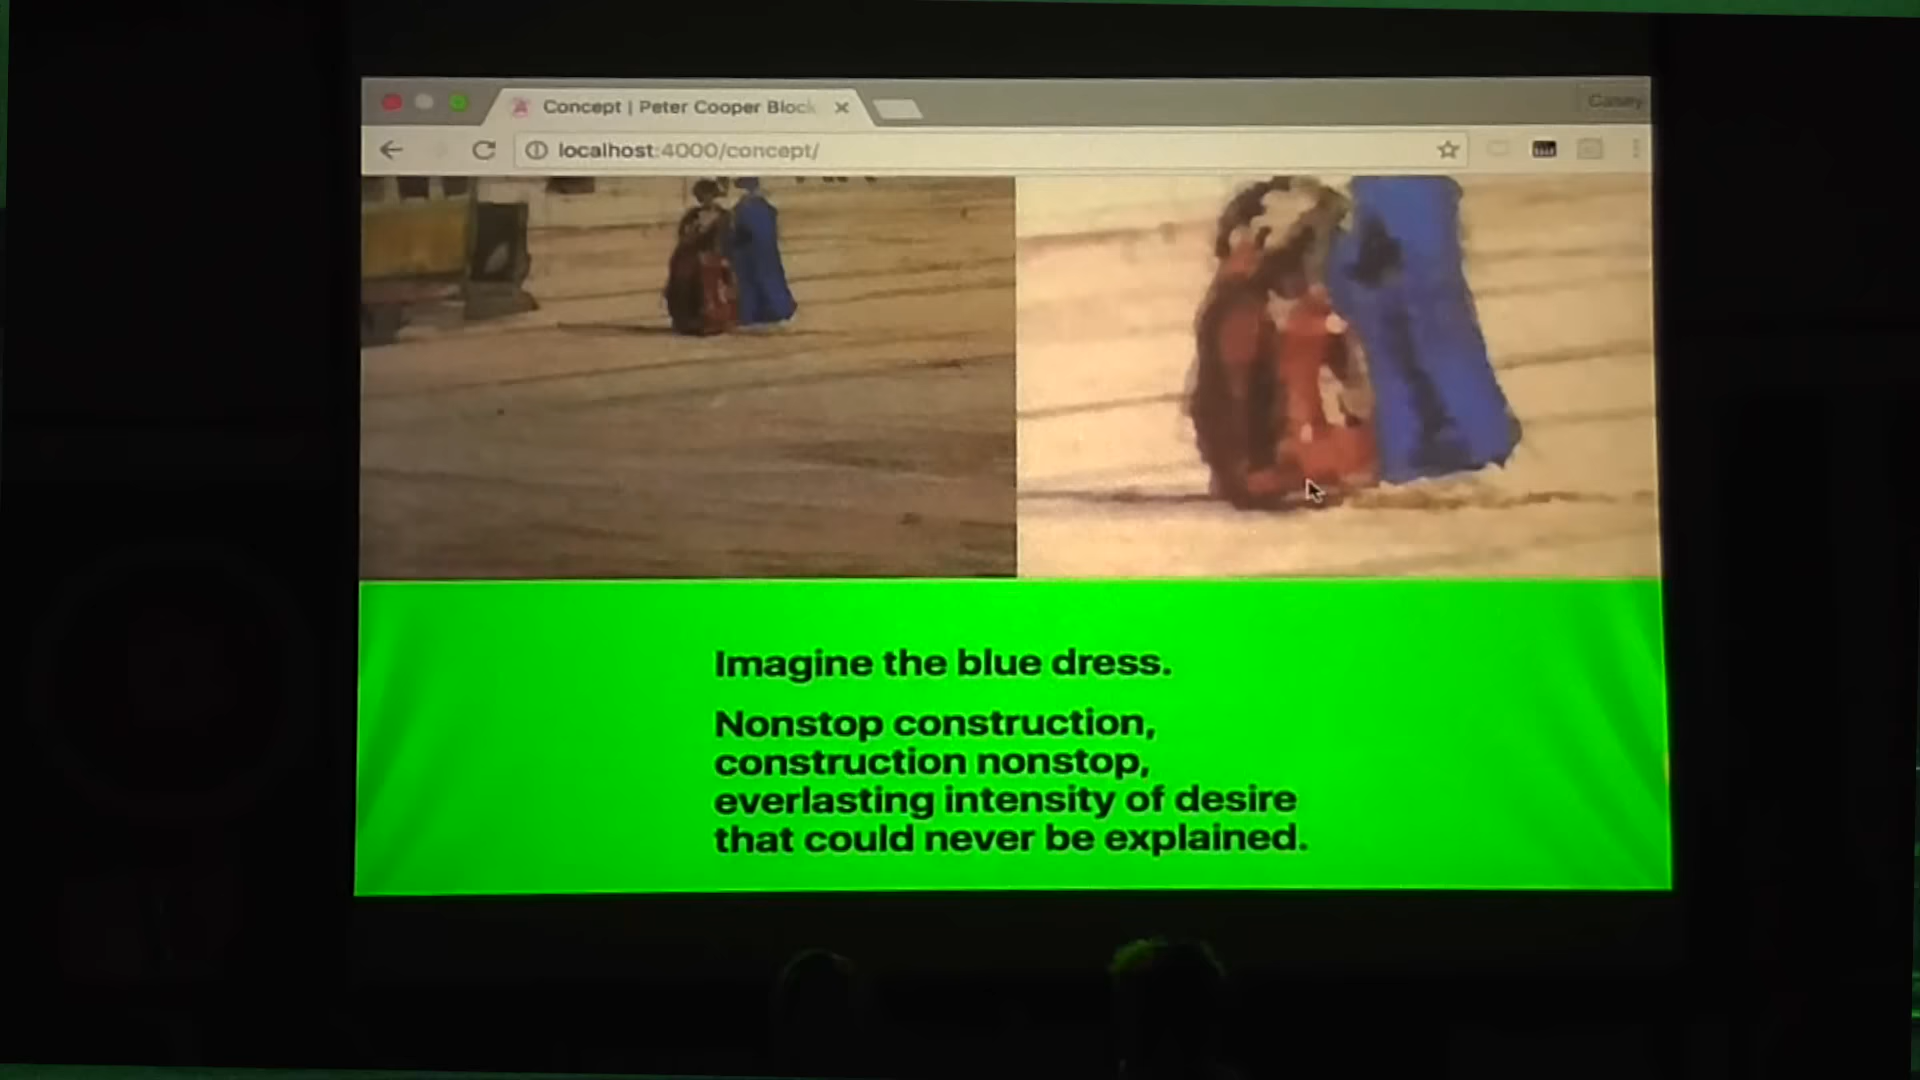 Concept | Peter Cooper Block
Casey
localhost:4000/concept/
Imagine the blue dress.
Nonstop construction,
construction nonstop,
everlasting intensity of desire
that could never be explained.